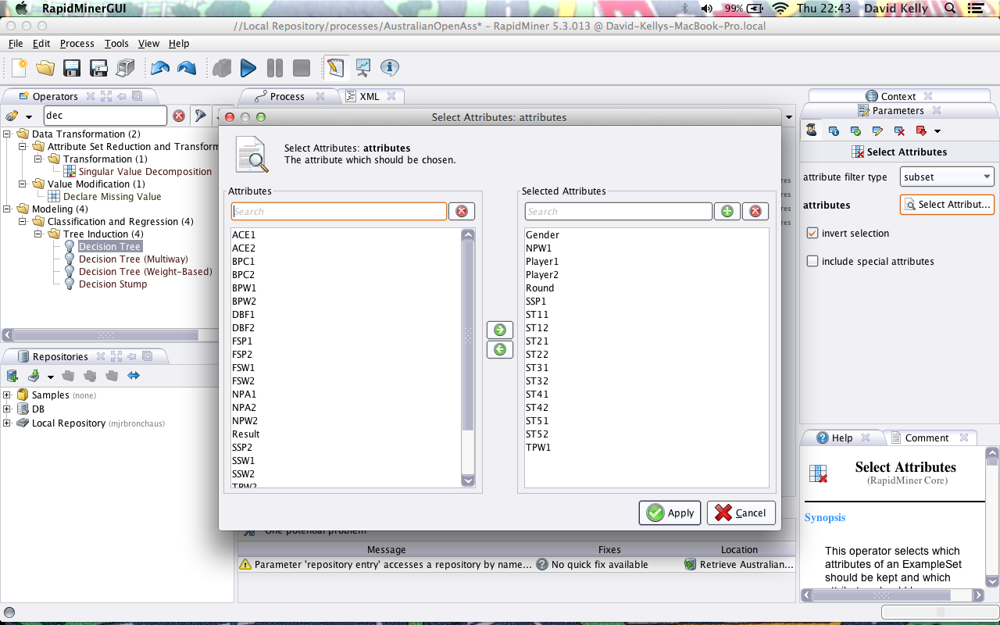 RapidMinerGUI 99% Thu 22:43 David Kelly
//Local Repository/processes/AustralianOpenAss* – RapidMiner 5.3.013 @ David-Kellys-MacBook-Pro.local
File Edit Process Tools View Help
Operators
dec
Data Transformation (2)
Attribute Set Reduction and Transform
Transformation (1)
Singular Value Decomposition
Value Modification (1)
Declare Missing Value
Modeling (4)
Classification and Regression (4)
Tree Induction (4)
Decision Tree
Decision Tree (Multiway)
Decision Tree (Weight-Based)
Decision Stump
Repositories
Samples (none)
DB
Local Repository (mjrbronchaus)
Process XML
Select Attributes: attributes
Select Attributes: attributes
The attribute which should be chosen.
Attributes
Search
ACE1
ACE2
BPC1
BPC2
BPW1
BPW2
DBF1
DBF2
FSP1
FSP2
FSW1
FSW2
NPA1
NPA2
NPW2
Result
SSP2
SSW1
SSW2
TPW2
Selected Attributes
Search
Gender
NPW1
Player1
Player2
Round
SSP1
ST11
ST12
ST21
ST22
ST31
ST32
ST41
ST42
ST51
ST52
TPW1
Apply Cancel
One potential problem
Message Fixes Location
Parameter 'repository entry' accesses a repository by name... No quick fix available Retrieve Australian...
Context
Parameters
Select Attributes
attribute filter type subset
attributes Select Attribut...
invert selection
include special attributes
Help Comment
Select Attributes
(RapidMiner Core)
Synopsis
This operator selects which
attributes of an ExampleSet
should be kept and which